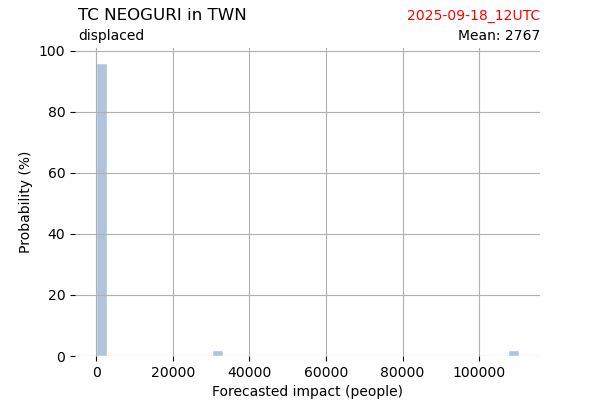 TC NEOGURI in TWN
2025-09-18_12UTC
displaced
Mean: 2767
Probability (%)
100
80
60
40
20
0
0 20000 40000 60000 80000 100000
Forecasted impact (people)